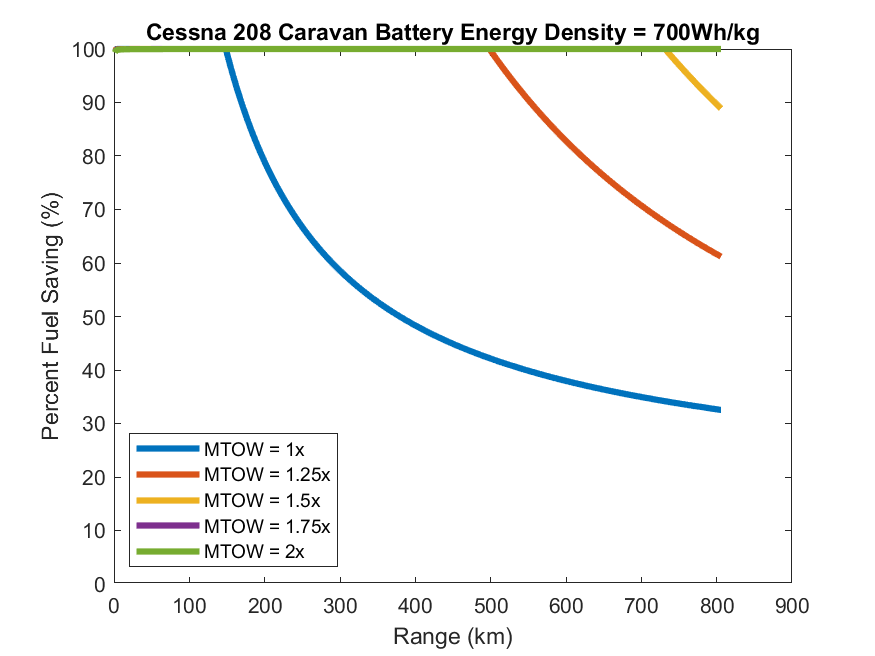 Cessna 208 Caravan Battery Energy Density = 700Wh/kg
100
90
80
70
60
50
40
30
20
10
0
Percent Fuel Saving (%)
MTOW = 1x
MTOW = 1.25x
MTOW = 1.5x
MTOW = 1.75x
MTOW = 2x
0 100 200 300 400 500 600 700 800 900
Range (km)